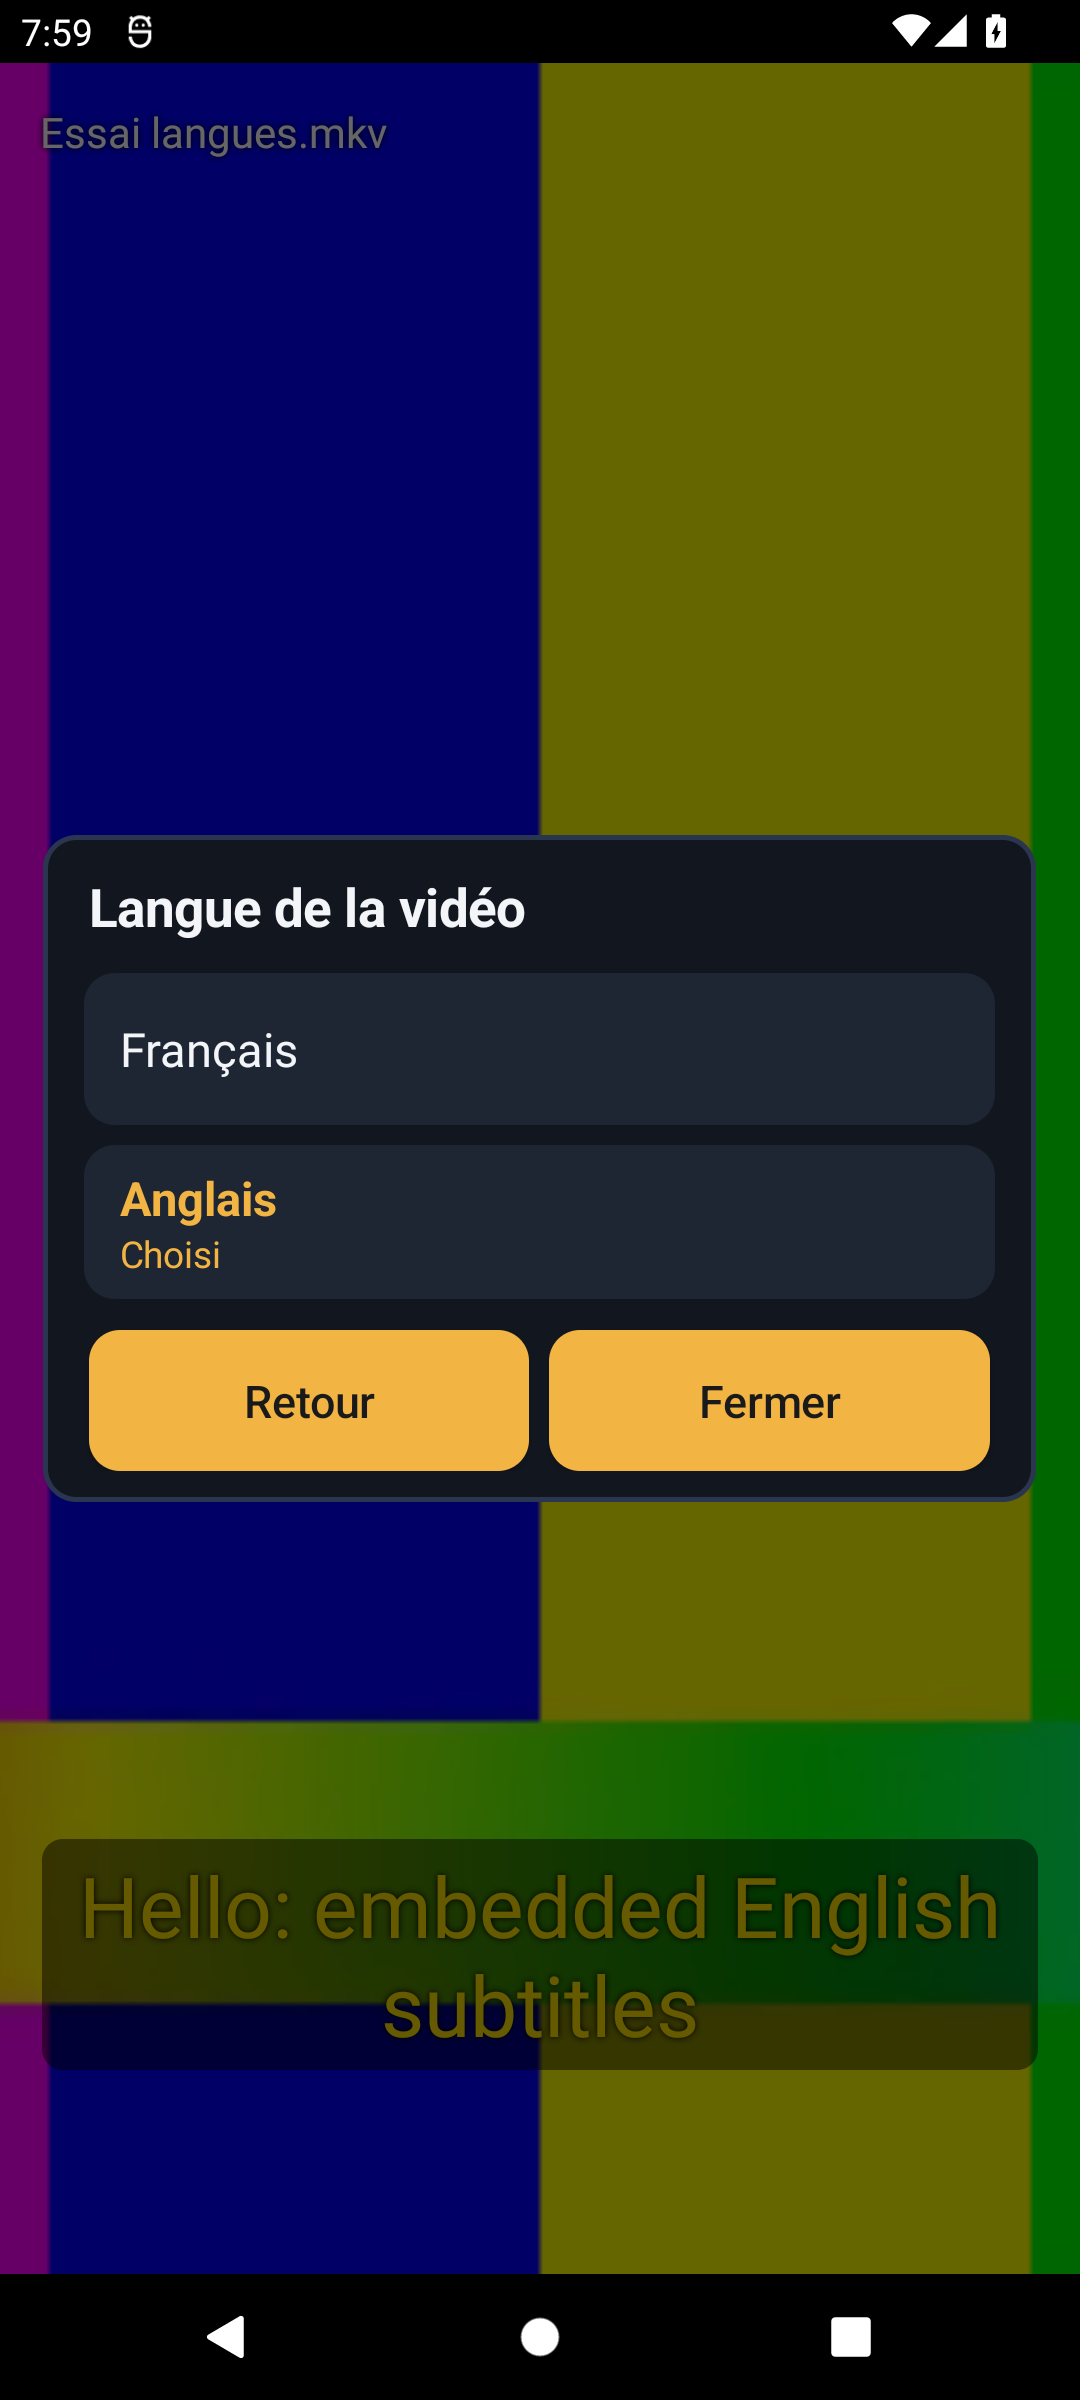 7:59
Essai langues.mkv
Langue de la vidéo
Français
Anglais
Choisi
Retour
Fermer
Hello: embedded English
subtitles